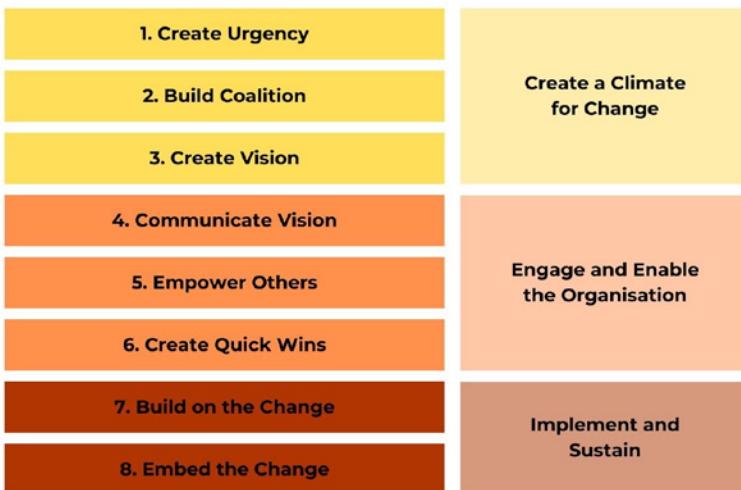 1. Create Urgency
2. Build Coalition
3. Create Vision
Create a Climate
for Change
4. Communicate Vision
5. Empower Others
6. Create Quick Wins
Engage and Enable
the Organisation
7. Build on the Change
8. Embed the Change
Implement and
Sustain